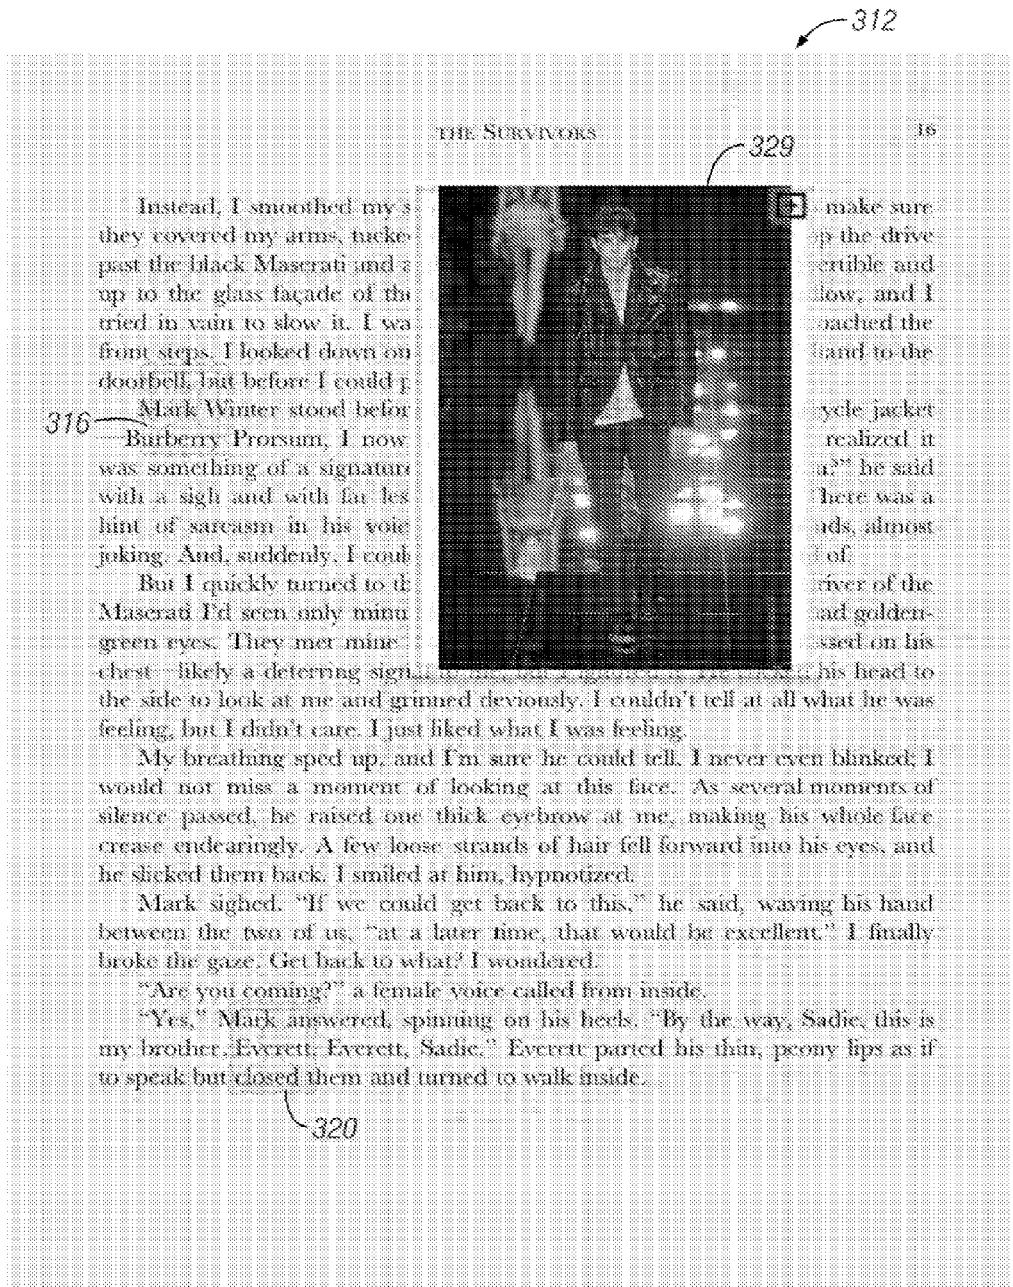 312
THE SURVIVORS 16
329
Instead, I smoothed my s make sure
they covered my arms, tucke p the drive
past the black Maserati and a ertible and
up to the glass façade of the low, and I
tried in vain to slow it. I wa oached the
front steps. I looked down on hand to the
doorbell, but before I could p
316
Mark Winter stood befor ycle jacket
—Burberry Prorsum, I now realized it
was something of a signature a?” he said
with a sigh and with far les There was a
hint of sarcasm in his voic nds, almost
joking. And, suddenly, I coul of.
But I quickly turned to th river of the
Maserati I’d seen only minu ad golden-
green eyes. They met mine ssed on his
chest—likely a deterring sign his head to
the side to look at me and grinned deviously. I couldn’t tell at all what he was
feeling, but I didn’t care. I just liked what I was feeling.
My breathing sped up, and I’m sure he could tell. I never even blinked; I
would not miss a moment of looking at this face. As several moments of
silence passed, he raised one thick eyebrow at me, making his whole face
crease endearingly. A few loose strands of hair fell forward into his eyes, and
he slicked them back. I smiled at him, hypnotized.
Mark sighed. “If we could get back to this,” he said, waving his hand
between the two of us, “at a later time, that would be excellent.” I finally
broke the gaze. Get back to what? I wondered.
“Are you coming?” a female voice called from inside.
“Yes,” Mark answered, spinning on his heels. “By the way, Sadie, this is
my brother, Everett. Everett, Sadie.” Everett parted his thin, peony lips as if
to speak but closed them and turned to walk inside.
320